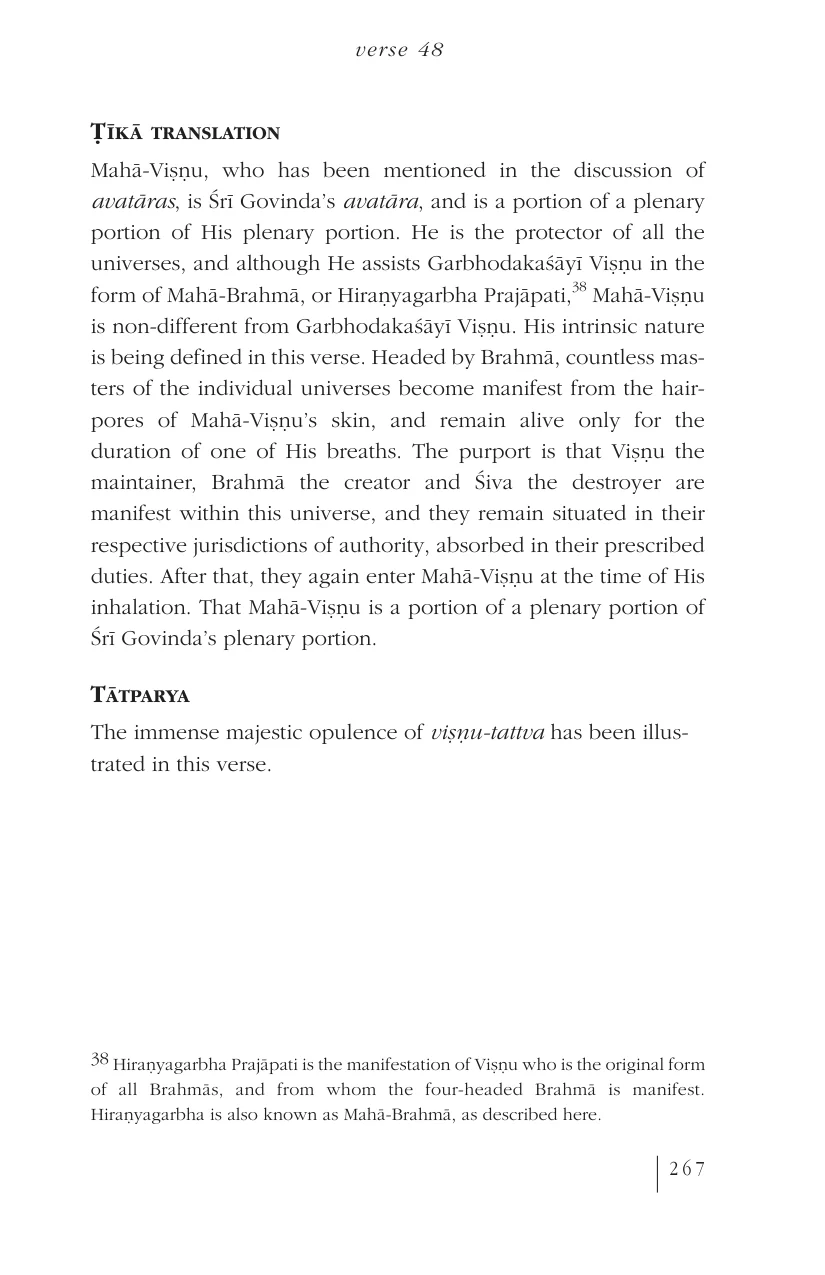 verse 48
ṬĪKĀ TRANSLATION
Mahā-Viṣṇu, who has been mentioned in the discussion of
avatāras, is Śrī Govinda’s avatāra, and is a portion of a plenary
portion of His plenary portion. He is the protector of all the
universes, and although He assists Garbhodakaśāyī Viṣṇu in the
form of Mahā-Brahmā, or Hiraṇyagarbha Prajāpati,38 Mahā-Viṣṇu
is non-different from Garbhodakaśāyī Viṣṇu. His intrinsic nature
is being defined in this verse. Headed by Brahmā, countless mas-
ters of the individual universes become manifest from the hair-
pores of Mahā-Viṣṇu’s skin, and remain alive only for the
duration of one of His breaths. The purport is that Viṣṇu the
maintainer, Brahmā the creator and Śiva the destroyer are
manifest within this universe, and they remain situated in their
respective jurisdictions of authority, absorbed in their prescribed
duties. After that, they again enter Mahā-Viṣṇu at the time of His
inhalation. That Mahā-Viṣṇu is a portion of a plenary portion of
Śrī Govinda’s plenary portion.
TĀTPARYA
The immense majestic opulence of viṣṇu-tattva has been illus-
trated in this verse.
38 Hiraṇyagarbha Prajāpati is the manifestation of Viṣṇu who is the original form
of all Brahmās, and from whom the four-headed Brahmā is manifest.
Hiraṇyagarbha is also known as Mahā-Brahmā, as described here.
267